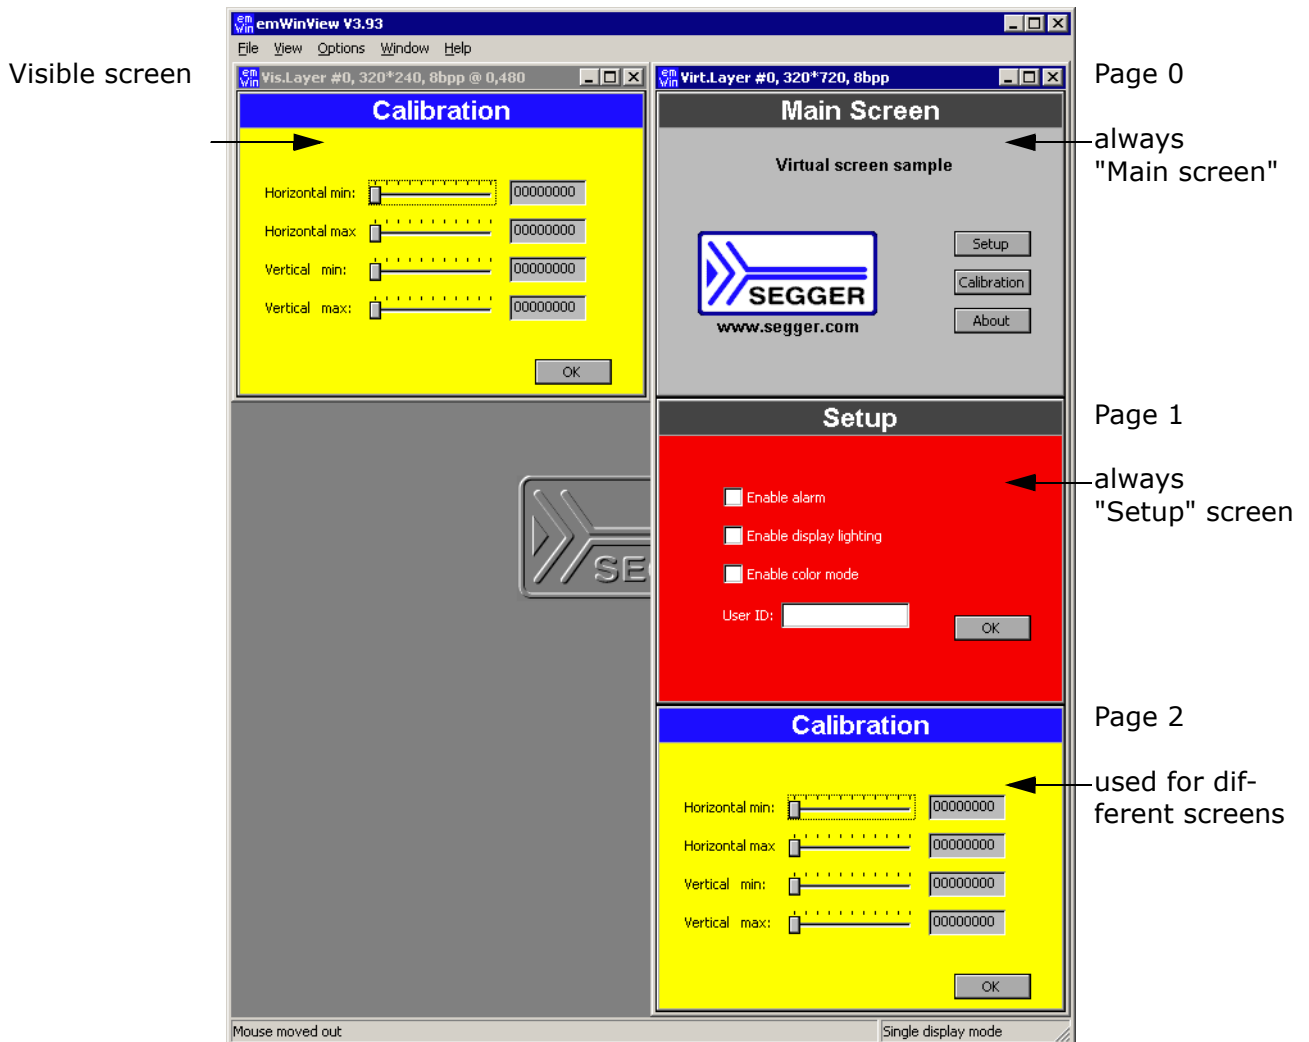 emWinView V3.93
File View Options Window Help
Visible screen
Vis.Layer #0, 320*240, 8bpp @ 0,480
Calibration
Horizontal min: 00000000
Horizontal max 00000000
Vertical min: 00000000
Vertical max: 00000000
OK
Virt.Layer #0, 320*720, 8bpp
Main Screen
Virtual screen sample
SEGGER
www.segger.com
Setup
Calibration
About
Page 0
always
"Main screen"
Setup
Enable alarm
Enable display lighting
Enable color mode
User ID:
OK
Page 1
always
"Setup" screen
Calibration
Horizontal min: 00000000
Horizontal max 00000000
Vertical min: 00000000
Vertical max: 00000000
OK
Page 2
used for dif-
ferent screens
SE
Mouse moved out
Single display mode